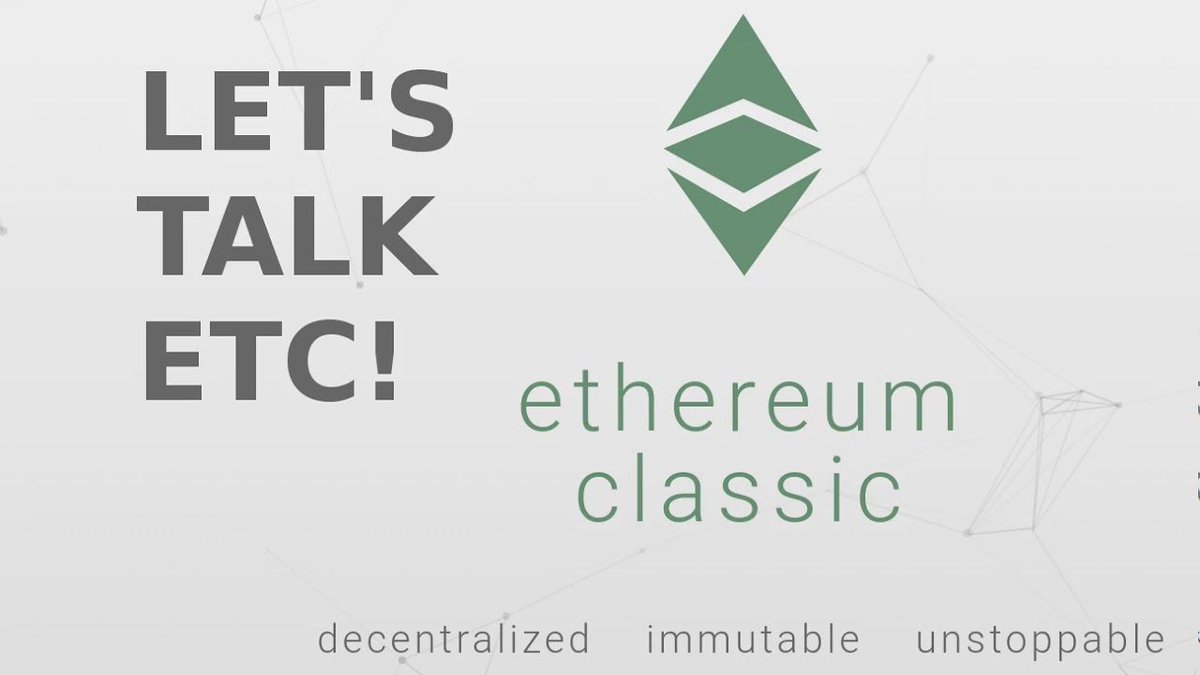 LET'S
TALK
ETC!
ethereum
classic
decentralized immutable unstoppable